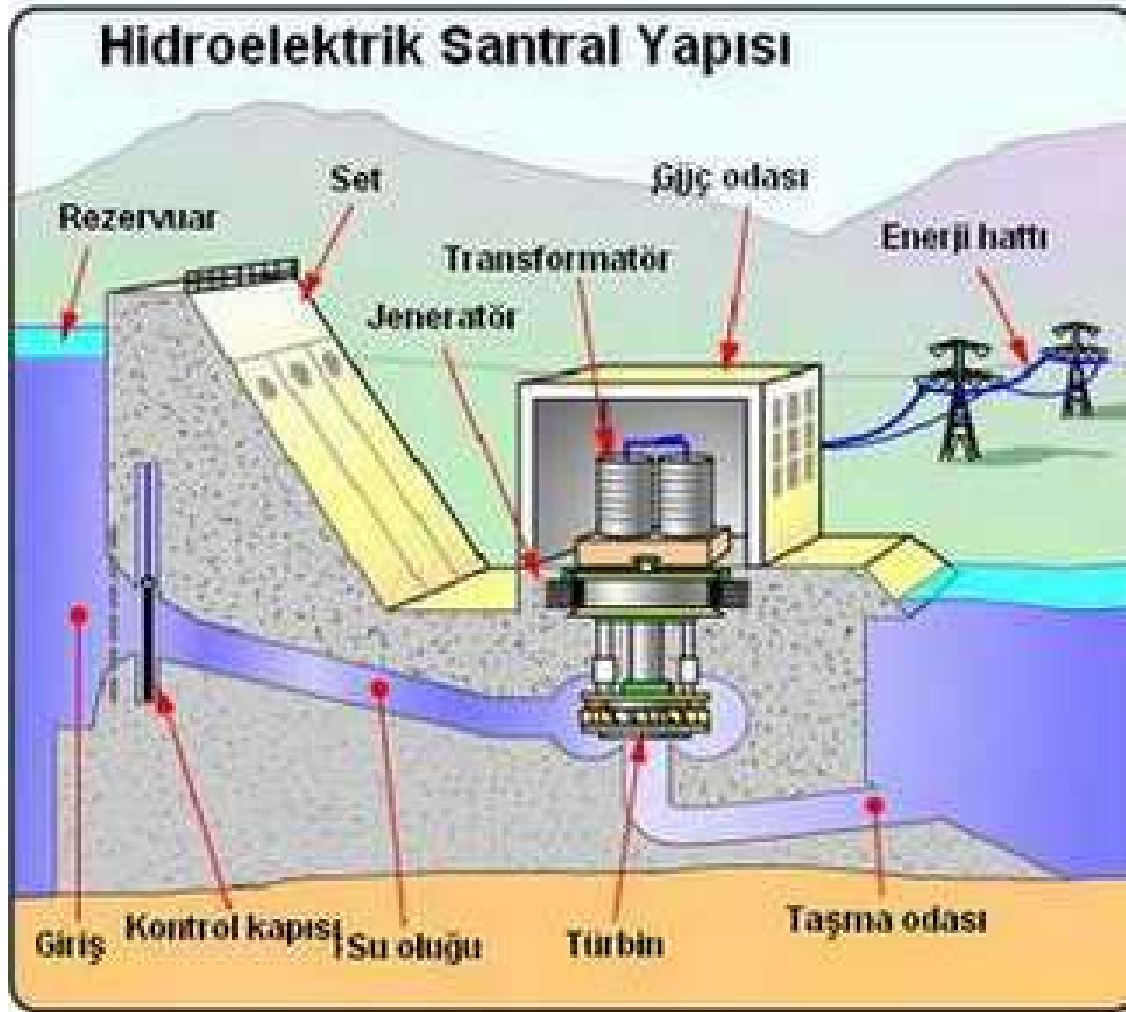 Hidroelektrik Santral Yapısı
Set
Güç odası
Rezervuar
Enerji hattı
Transformatör
Jeneratör
Taşma odası
Kontrol kapısı
Giriş
Su oluğu
Türbin